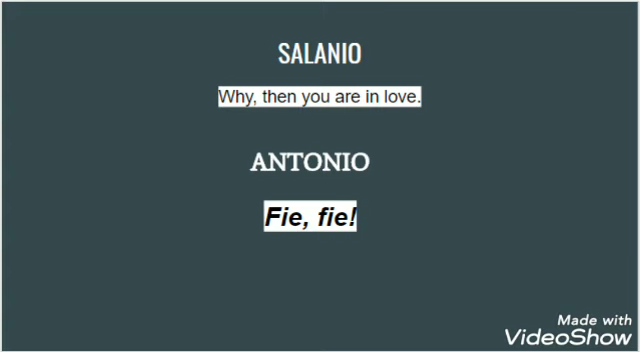 SALANIO
Why, then you are in love.
ANTONIO
Fie, fie!
Made with
VideoShow